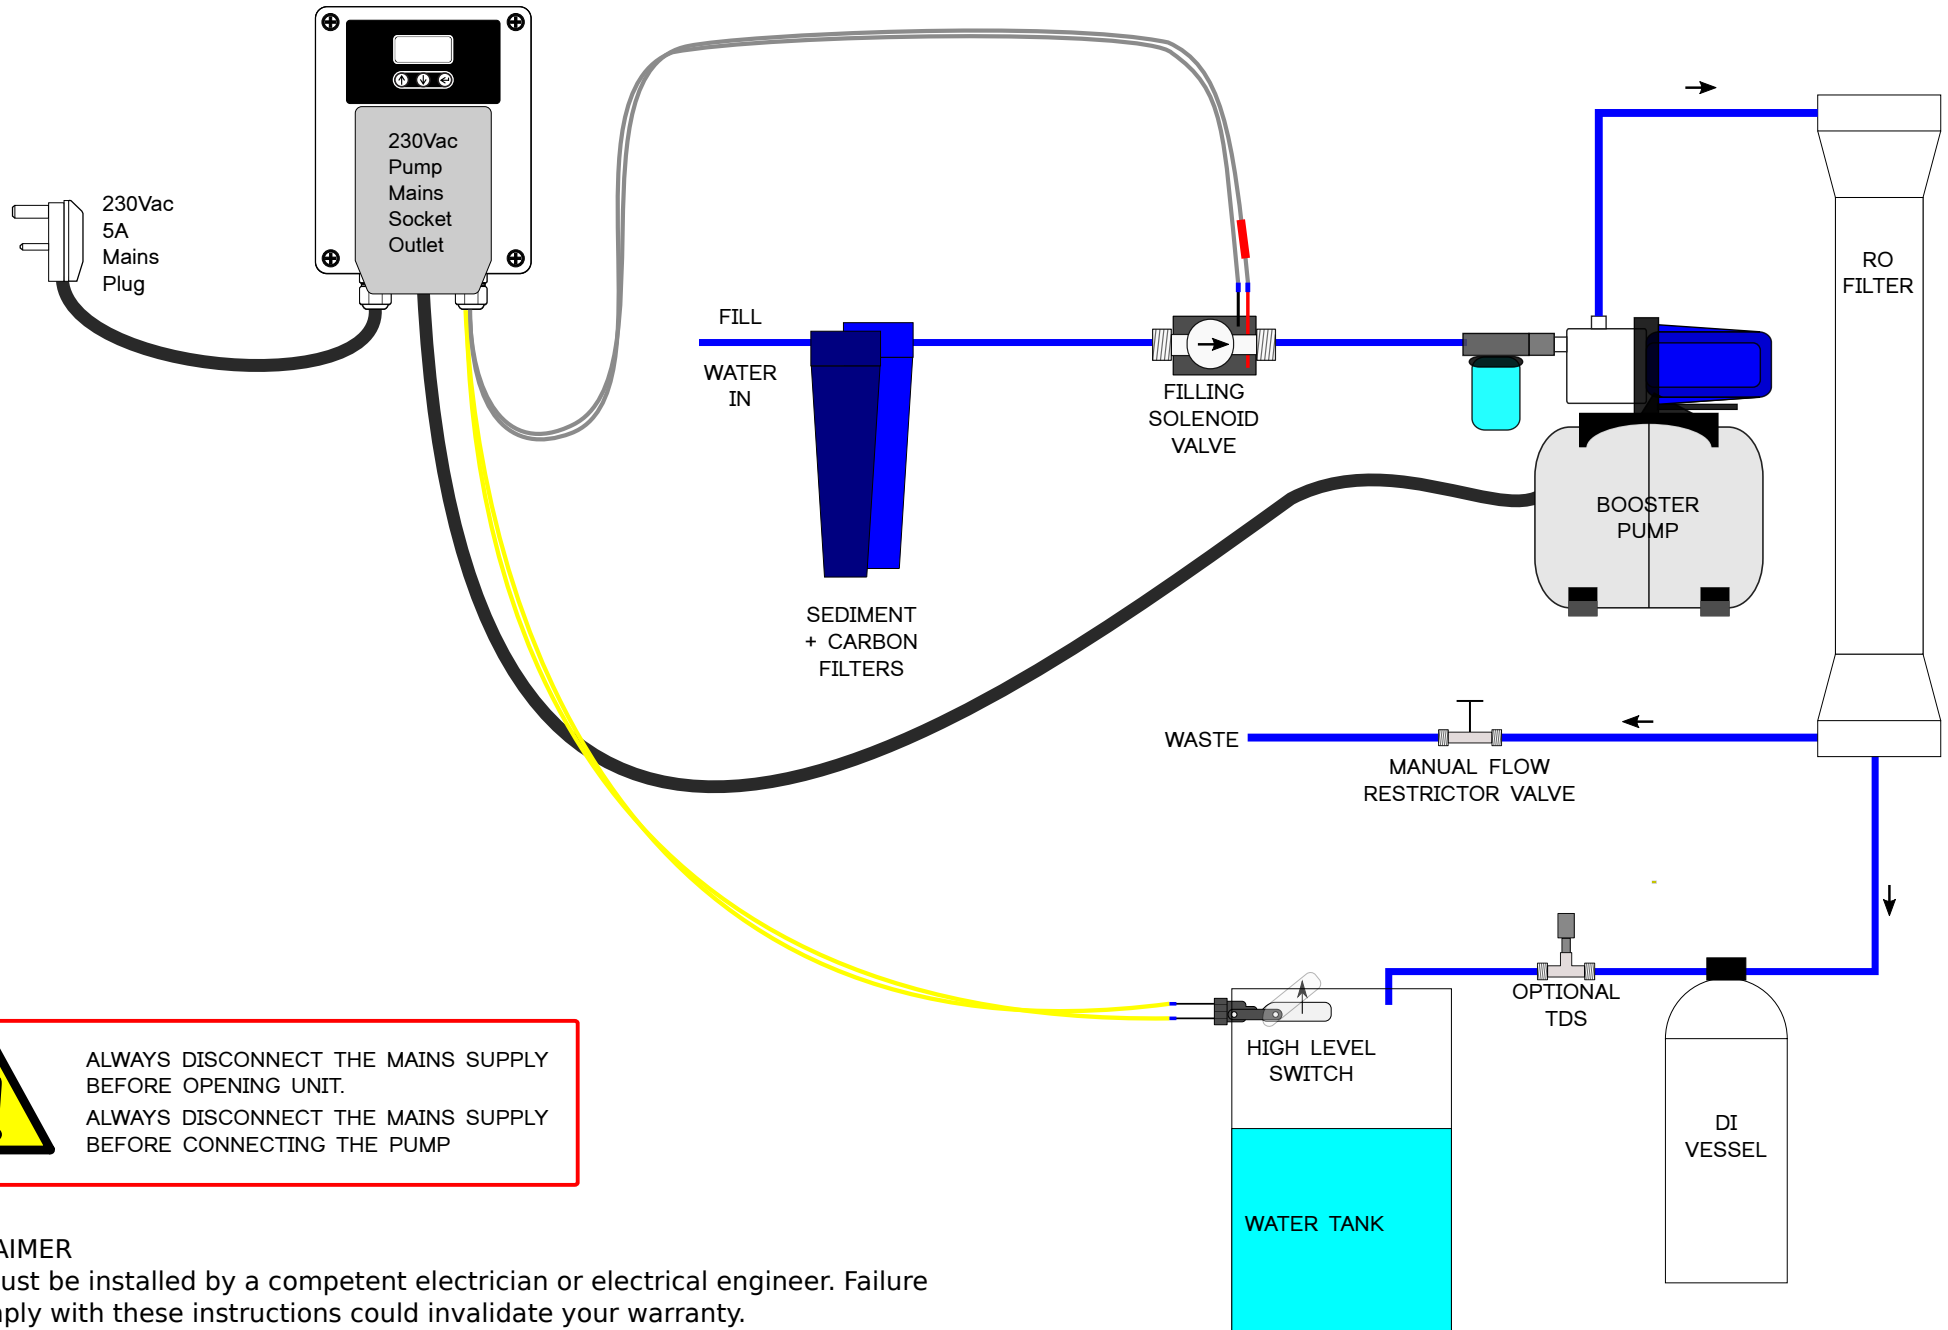 230Vac
Pump
Mains
Socket
Outlet
230Vac
5A
Mains
Plug
FILL
WATER
IN
SEDIMENT
+ CARBON
FILTERS
FILLING
SOLENOID
VALVE
BOOSTER
PUMP
RO
FILTER
WASTE
MANUAL FLOW
RESTRICTOR VALVE
OPTIONAL
TDS
HIGH LEVEL
SWITCH
WATER TANK
DI
VESSEL
ALWAYS DISCONNECT THE MAINS SUPPLY
BEFORE OPENING UNIT.
ALWAYS DISCONNECT THE MAINS SUPPLY
BEFORE CONNECTING THE PUMP
AIMER
ust be installed by a competent electrician or electrical engineer. Failure
ply with these instructions could invalidate your warranty.